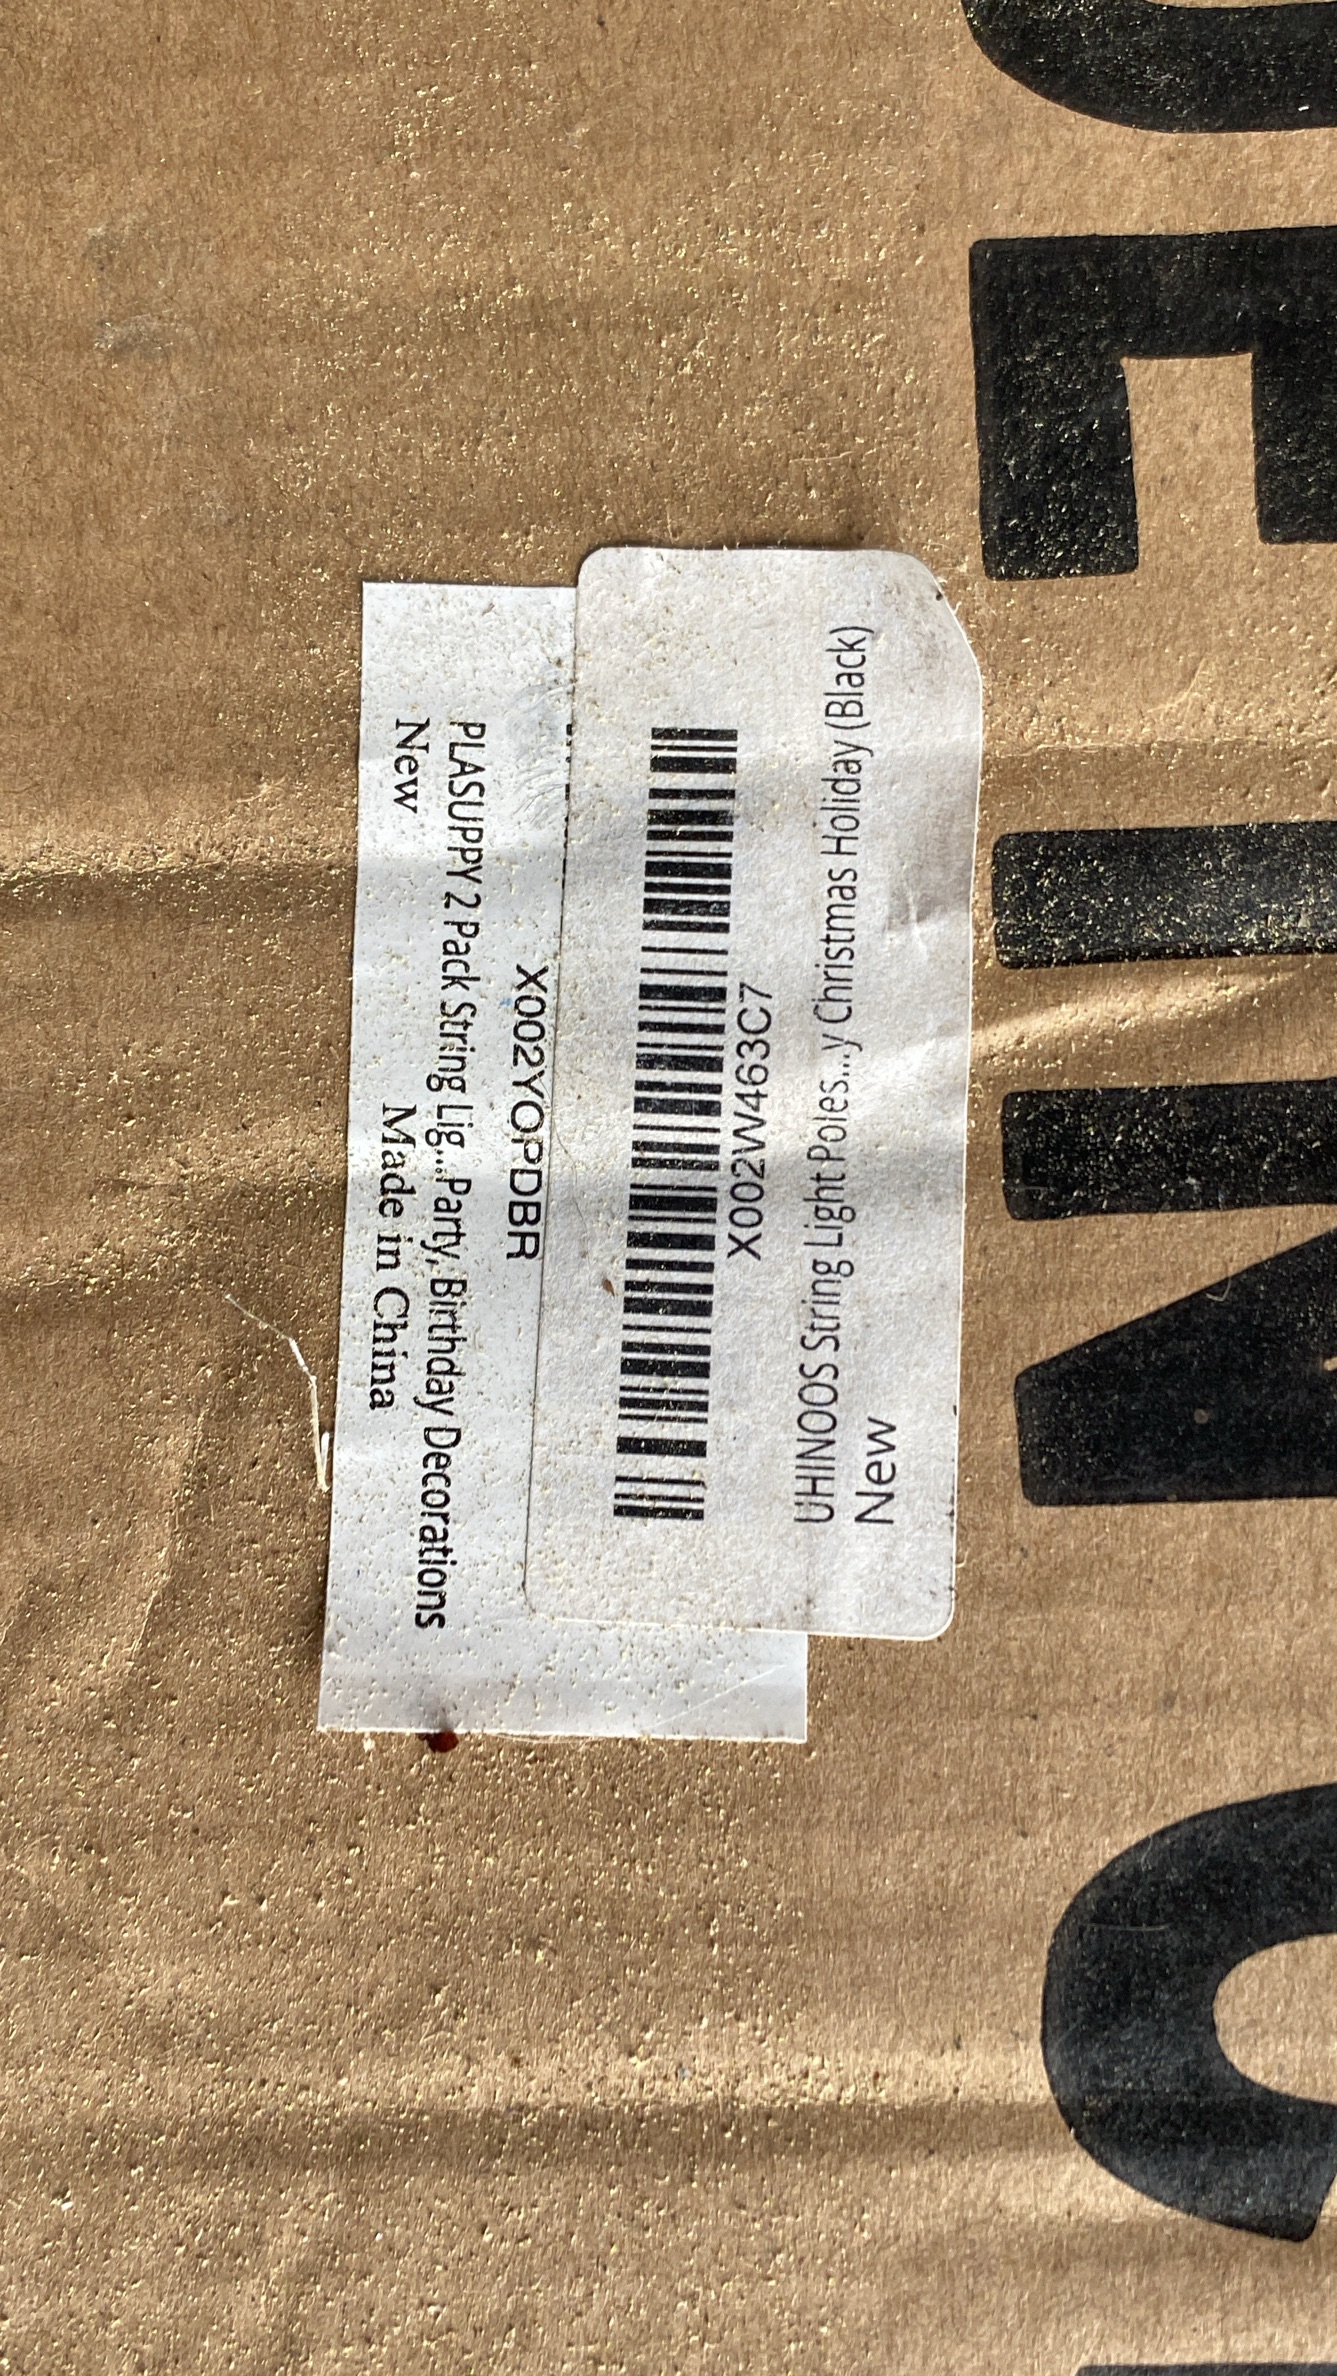 X002W463C7
UHINOOS String Light Poles...y Christmas Holiday (Black)
New
X002YOPDBR
PLASUPPY 2 Pack String Lig...Party, Birthday Decorations
New
Made in China